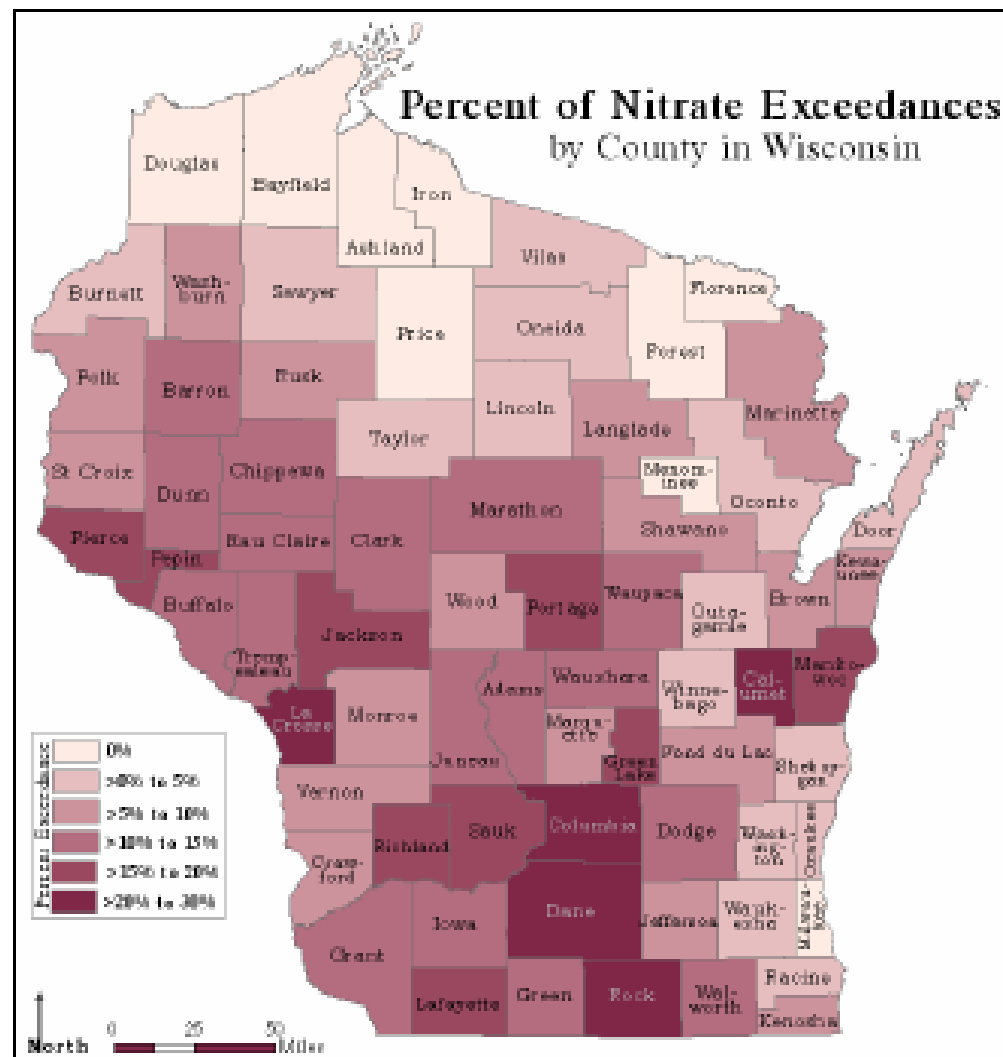 Percent of Nitrate Exceedances
by County in Wisconsin
Douglas
Bayfield
Iron
Ashland
Vilas
Florence
Burnett
Wash-
burn
Sawyer
Price
Oneida
Forest
Polk
Barron
Rusk
Lincoln
Langlade
Marinette
Taylor
St Croix
Dunn
Chippewa
Menom-
inee
Oconto
Marathon
Shawano
Door
Pierce
Pepin
Eau Claire
Clark
Kewa-
unee
Buffalo
Wood
Portage
Waupaca
Outa-
gamie
Brown
Jackson
Tremp-
ealeau
Adams
Waushara
Winne-
bago
Cal-
umet
Manito-
woc
La
Crosse
Monroe
Juneau
Marqu-
ette
Green
Lake
Fond du Lac
Sheboy-
gan
Percent Exceedance
0%
>0% to 5%
>5% to 10%
>10% to 15%
>15% to 20%
>20% to 30%
Vernon
Richland
Sauk
Columbia
Dodge
Wash-
ing-
ton
Ozaukee
Craw-
ford
Dane
Jefferson
Wauk-
esha
Milwau-
kee
Iowa
Grant
Lafayette
Green
Rock
Wal-
worth
Racine
Kenosha
North
0 25 50
Miles